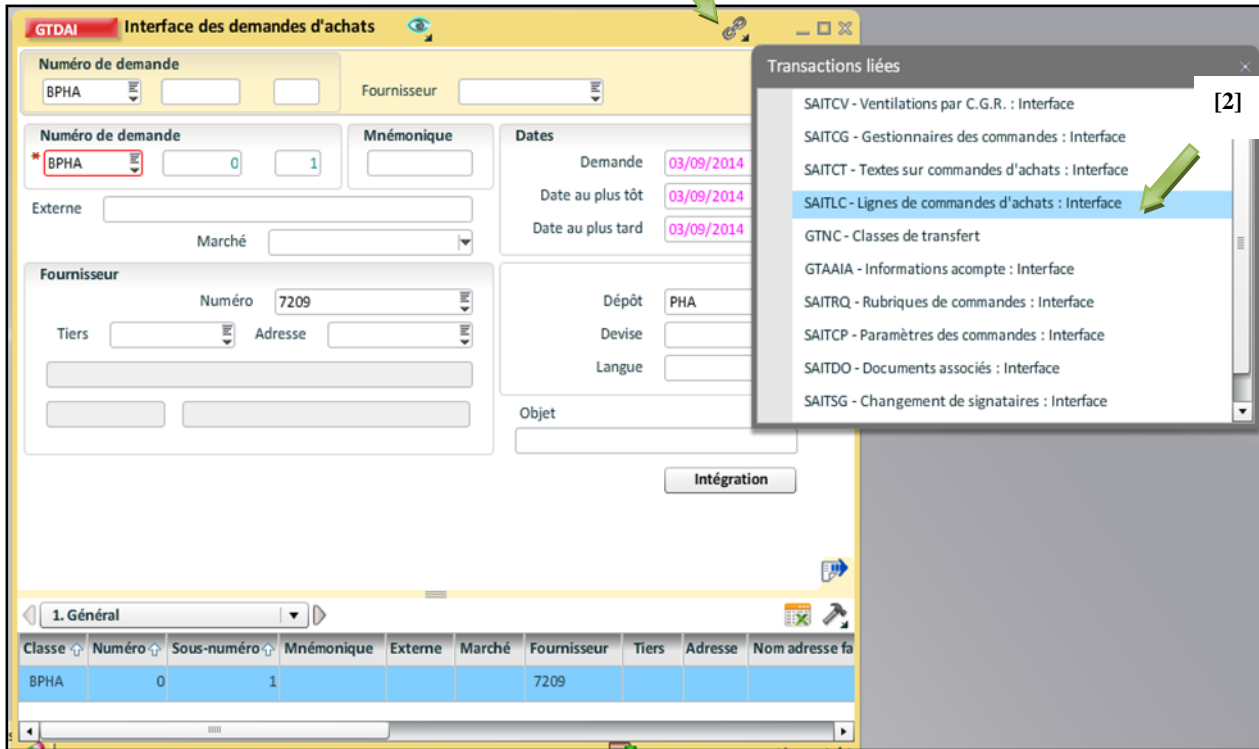 GTDAI Interface des demandes d'achats
Numéro de demande
BPHA
Fournisseur
Numéro de demande
* BPHA 0 1
Mnémonique
Externe
Marché
Dates
Demande 03/09/2014
Date au plus tôt 03/09/2014
Date au plus tard 03/09/2014
Fournisseur
Numéro 7209
Tiers Adresse
Dépôt PHA
Devise
Langue
Objet
Intégration
Transactions liées
[2]
SAITCV - Ventilations par C.G.R. : Interface
SAITCG - Gestionnaires des commandes : Interface
SAITCT - Textes sur commandes d'achats : Interface
SAITLC - Lignes de commandes d'achats : Interface
GTNC - Classes de transfert
GTAAIA - Informations acompte : Interface
SAITRQ - Rubriques de commandes : Interface
SAITCP - Paramètres des commandes : Interface
SAITDO - Documents associés : Interface
SAITSG - Changement de signataires : Interface
1. Général
Classe Numéro Sous-numéro Mnémonique Externe Marché Fournisseur Tiers Adresse Nom adresse fa
BPHA 0 1 7209